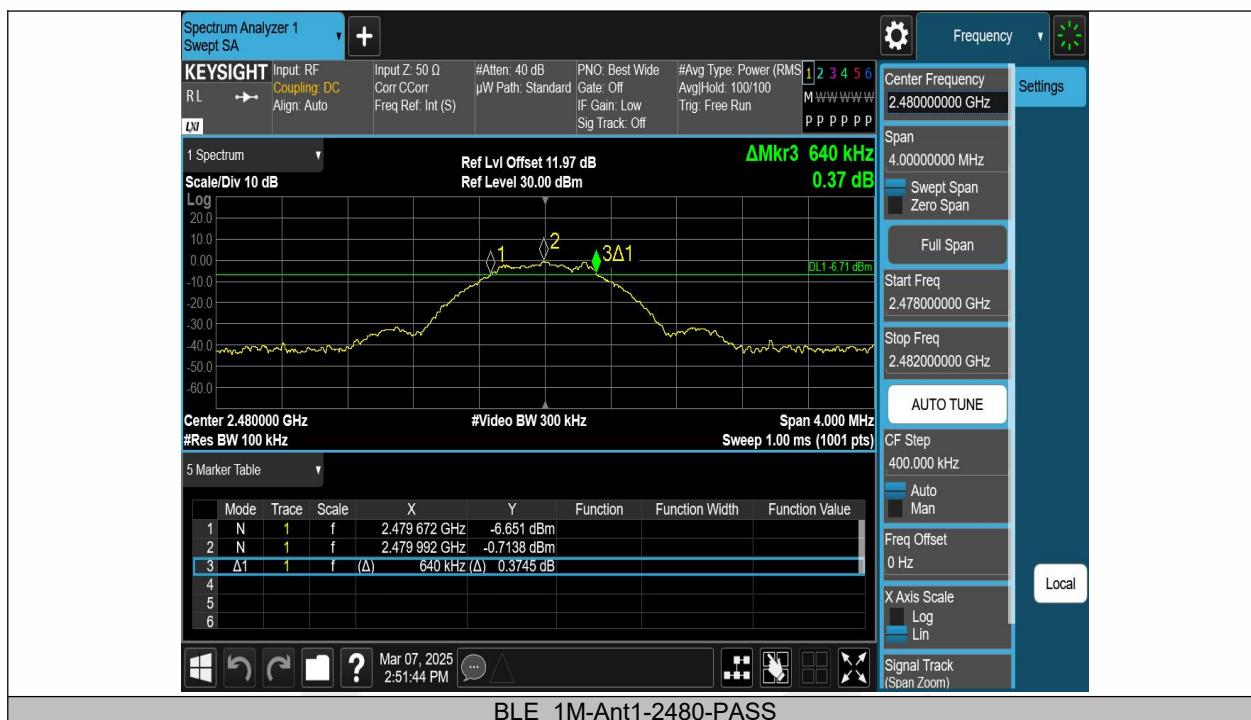 Spectrum Analyzer 1
Swept SA
Frequency
KEYSIGHT
RL
LXI
Input: RF
Coupling: DC
Align: Auto
Input Z: 50 Ω
Corr CCorr
Freq Ref: Int (S)
#Atten: 40 dB
µW Path: Standard
PNO: Best Wide
Gate: Off
IF Gain: Low
Sig Track: Off
#Avg Type: Power (RMS
Avg|Hold: 100/100
Trig: Free Run
1 2 3 4 5 6
M W W W W W
P P P P P P
1 Spectrum
Scale/Div 10 dB
Log
Ref Lvl Offset 11.97 dB
Ref Level 30.00 dBm
ΔMkr3 640 kHz
0.37 dB
20.0
10.0
0.00
-10.0
-20.0
-30.0
-40.0
-50.0
-60.0
1
2
3Δ1
DL1 -6.71 dBm
Center 2.480000 GHz
#Video BW 300 kHz
Span 4.000 MHz
#Res BW 100 kHz
Sweep 1.00 ms (1001 pts)
5 Marker Table
Mode Trace Scale X Y Function Function Width Function Value
1 N 1 f 2.479 672 GHz -6.651 dBm
2 N 1 f 2.479 992 GHz -0.7138 dBm
3 Δ1 1 f (Δ) 640 kHz (Δ) 0.3745 dB
4
5
6
Mar 07, 2025
2:51:44 PM
Center Frequency
2.480000000 GHz
Span
4.00000000 MHz
Swept Span
Zero Span
Full Span
Start Freq
2.478000000 GHz
Stop Freq
2.482000000 GHz
AUTO TUNE
CF Step
400.000 kHz
Auto
Man
Freq Offset
0 Hz
X Axis Scale
Log
Lin
Signal Track
(Span Zoom)
Settings
Local
BLE_1M-Ant1-2480-PASS